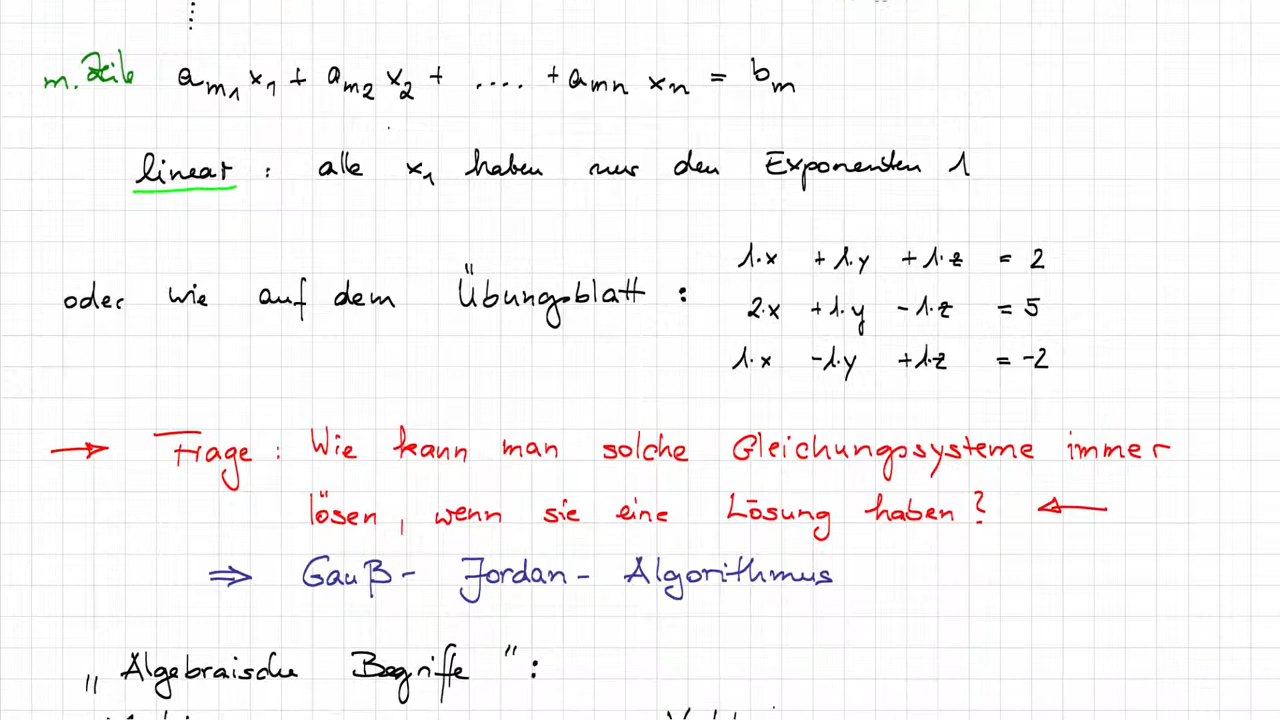 m. Zeile a_m1 x_1 + a_m2 x_2 + .... + a_mn x_n = b_m
linear : alle x_1 haben nur den Exponenten 1
oder wie auf dem Übungsblatt :
1·x + 1·y + 1·z = 2
2·x + 1·y - 1·z = 5
1·x - 1·y + 1·z = -2
→ Frage : Wie kann man solche Gleichungssysteme immer
lösen, wenn sie eine Lösung haben ? ←
⇒ Gauß - Jordan - Algorithmus
„ Algebraische Begriffe " :